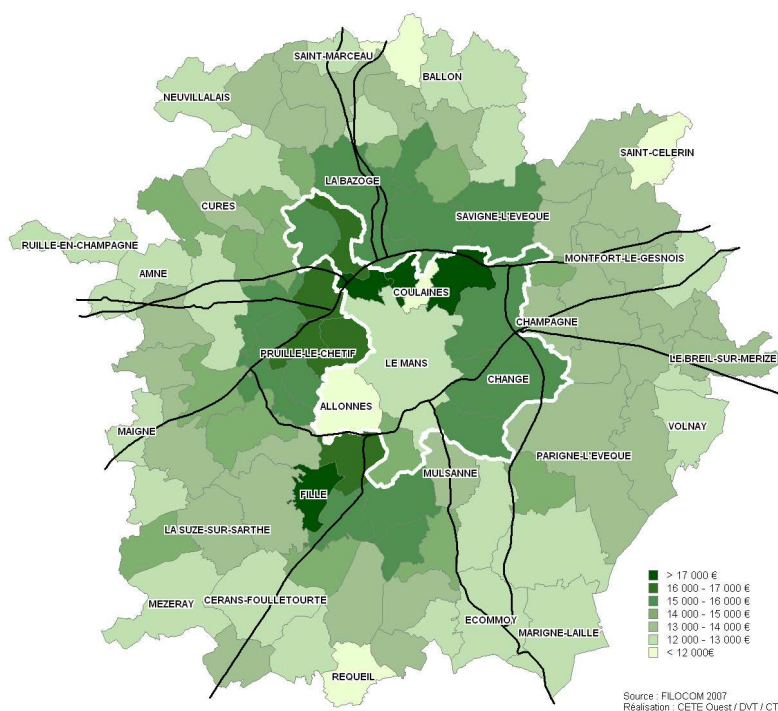 SAINT-MARCEAU
BALLON
NEUVILLALAIS
SAINT-CELERIN
LA BAZOGE
CURES
SAVIGNE-L'EVEQUE
RUILLE-EN-CHAMPAGNE
AMNE
MONTFORT-LE-GESNOIS
COULAINES
CHAMPAGNE
PRUILLE-LE-CHETIF
LE MANS
LE BREIL-SUR-MERIZE
CHANGE
ALLONNES
MAIGNE
VOLNAY
PARIGNE-L'EVEQUE
MULSANNE
FILLE
LA SUZE-SUR-SARTHE
MEZERAY
CERANS-FOULLETOURTE
ECOMMOY
MARIGNE-LAILLE
REQUEIL
> 17 000 €
16 000 - 17 000 €
15 000 - 16 000 €
14 000 - 15 000 €
13 000 - 14 000 €
12 000 - 13 000 €
< 12 000€
Source : FILOCOM 2007
Réalisation : CETE Ouest / DVT / CT